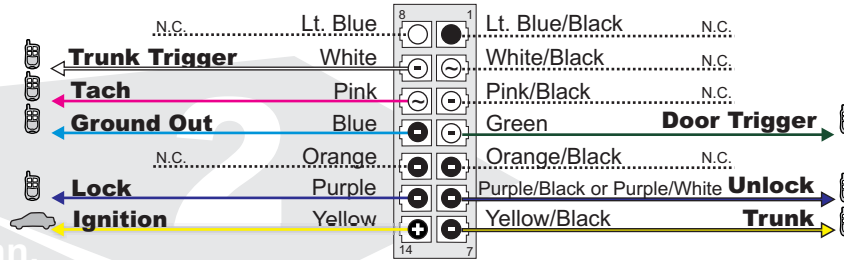 8 1
N.C. Lt. Blue Lt. Blue/Black N.C.
Trunk Trigger White White/Black N.C.
Tach Pink Pink/Black N.C.
Ground Out Blue Green Door Trigger
N.C. Orange Orange/Black N.C.
Lock Purple Purple/Black or Purple/White Unlock
Ignition Yellow Yellow/Black Trunk
14 7